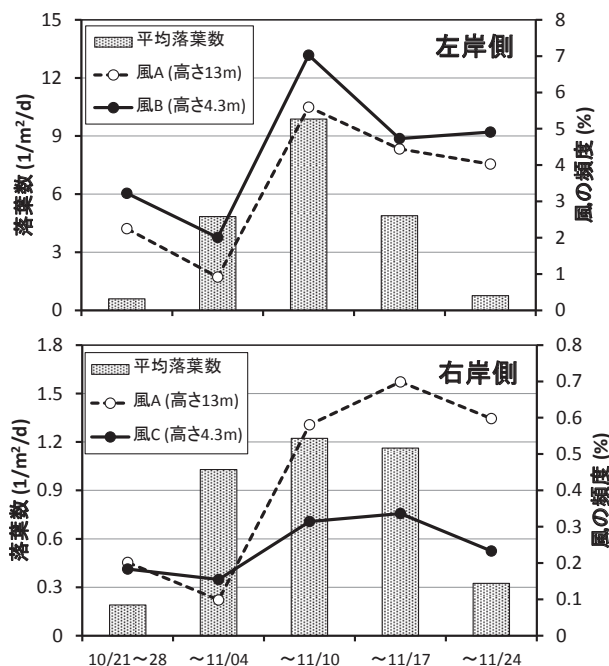 左岸側
平均落葉数
風A (高さ13m)
風B (高さ4.3m)
落葉数 (1/m²/d)
15
12
9
6
3
0
風の頻度 (%)
8
7
6
5
4
3
2
1
0
右岸側
平均落葉数
風A (高さ13m)
風C (高さ4.3m)
落葉数 (1/m²/d)
1.8
1.5
1.2
0.9
0.6
0.3
0
風の頻度 (%)
0.8
0.7
0.6
0.5
0.4
0.3
0.2
0.1
0
10/21～28 ～11/04 ～11/10 ～11/17 ～11/24